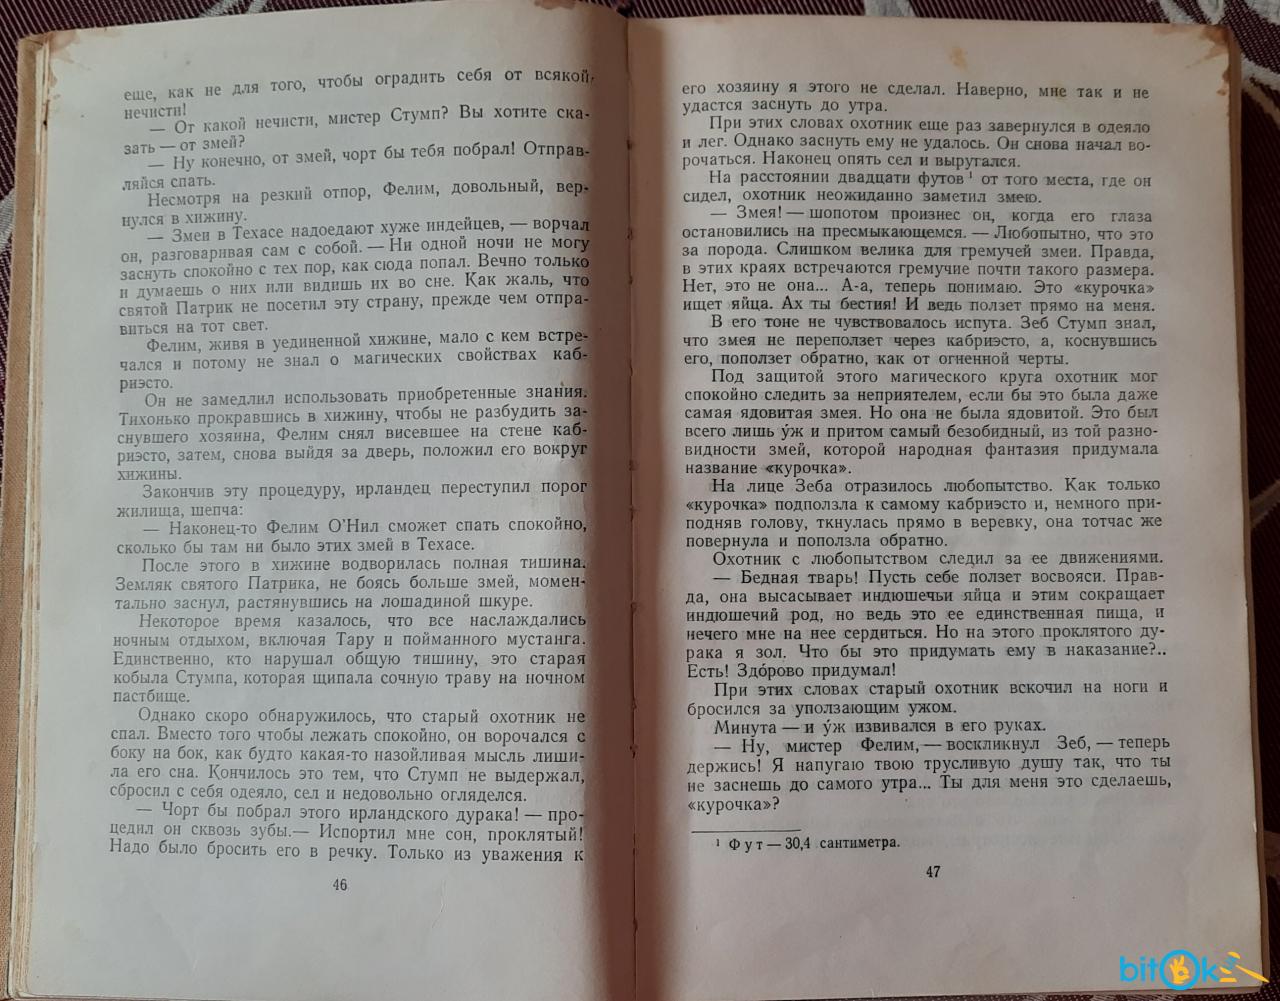 еще, как не для того, чтобы оградить себя от всякой
нечисти!
— От какой нечисти, мистер Стумп? Вы хотите ска-
зать — от змей?
— Ну конечно, от змей, чорт бы тебя побрал! Отправ-
ляйся спать.
Несмотря на резкий отпор, Фелим, довольный, вер-
нулся в хижину.
— Змеи в Техасе надоедают хуже индейцев, — ворчал
он, разговаривая сам с собой. — Ни одной ночи не могу
заснуть спокойно с тех пор, как сюда попал. Вечно только
и думаешь о них или видишь их во сне. Как жаль, что
святой Патрик не посетил эту страну, прежде чем отпра-
виться на тот свет.
Фелим, живя в уединенной хижине, мало с кем встре-
чался и потому не знал о магических свойствах каб-
риэсто.
Он не замедлил использовать приобретенные знания.
Тихонько прокравшись в хижину, чтобы не разбудить за-
снувшего хозяина, Фелим снял висевшее на стене каб-
риэсто, затем, снова выйдя за дверь, положил его вокруг
хижины.
Закончив эту процедуру, ирландец переступил порог
жилища, шепча:
— Наконец-то Фелим О'Нил сможет спать спокойно,
сколько бы там ни было этих змей в Техасе.
После этого в хижине водворилась полная тишина.
Земляк святого Патрика, не боясь больше змей, момен-
тально заснул, растянувшись на лошадиной шкуре.
Некоторое время казалось, что все наслаждались
ночным отдыхом, включая Тару и пойманного мустанга.
Единственно, кто нарушал общую тишину, это старая
кобыла Стумпа, которая щипала сочную траву на ночном
пастбище.
Однако скоро обнаружилось, что старый охотник не
спал. Вместо того чтобы лежать спокойно, он ворочался с
боку на бок, как будто какая-то назойливая мысль лиши-
ла его сна. Кончилось это тем, что Стумп не выдержал,
сбросил с себя одеяло, сел и недовольно огляделся.
— Чорт бы побрал этого ирландского дурака! — про-
цедил он сквозь зубы.— Испортил мне сон, проклятый!
Надо было бросить его в речку. Только из уважения к
46
его хозяину я этого не сделал. Наверно, мне так и не
удастся заснуть до утра.
При этих словах охотник еще раз завернулся в одеяло
и лег. Однако заснуть ему не удалось. Он снова начал во-
рочаться. Наконец опять сел и выругался.
На расстоянии двадцати футов¹ от того места, где он
сидел, охотник неожиданно заметил змею.
— Змея! — шопотом произнес он, когда его глаза
остановились на пресмыкающемся. — Любопытно, что это
за порода. Слишком велика для гремучей змеи. Правда,
в этих краях встречаются гремучие почти такого размера.
Нет, это не она... А-а, теперь понимаю. Это «курочка»
ищет яйца. Ах ты бестия! И ведь ползет прямо на меня.
В его тоне не чувствовалось испуга. Зеб Стумп знал,
что змея не переползет через кабриэсто, а, коснувшись
его, поползет обратно, как от огненной черты.
Под защитой этого магического круга охотник мог
спокойно следить за неприятелем, если бы это была даже
самая ядовитая змея. Но она не была ядовитой. Это был
всего лишь у́ж и притом самый безобидный, из той разно-
видности змей, которой народная фантазия придумала
название «курочка».
На лице Зеба отразилось любопытство. Как только
«курочка» подползла к самому кабриэсто и, немного при-
подняв голову, ткнулась прямо в веревку, она тотчас же
повернула и поползла обратно.
Охотник с любопытством следил за ее движениями.
— Бедная тварь! Пусть себе ползет восвояси. Прав-
да, она высасывает индюшечьи яйца и этим сокращает
индюшечий род, но ведь это ее единственная пища, и
нечего мне на нее сердиться. Но на этого проклятого ду-
рака я зол. Что бы это придумать ему в наказание?..
Есть! Здо́рово придумал!
При этих словах старый охотник вскочил на ноги и
бросился за уползающим ужом.
Минута — и у́ж извивался в его руках.
— Ну, мистер Фелим, — воскликнул Зеб, — теперь
держись! Я напугаю твою трусливую душу так, что ты
не заснешь до самого утра... Ты для меня это сделаешь,
«курочка»?
¹ Фут — 30,4 сантиметра.
47
bitok